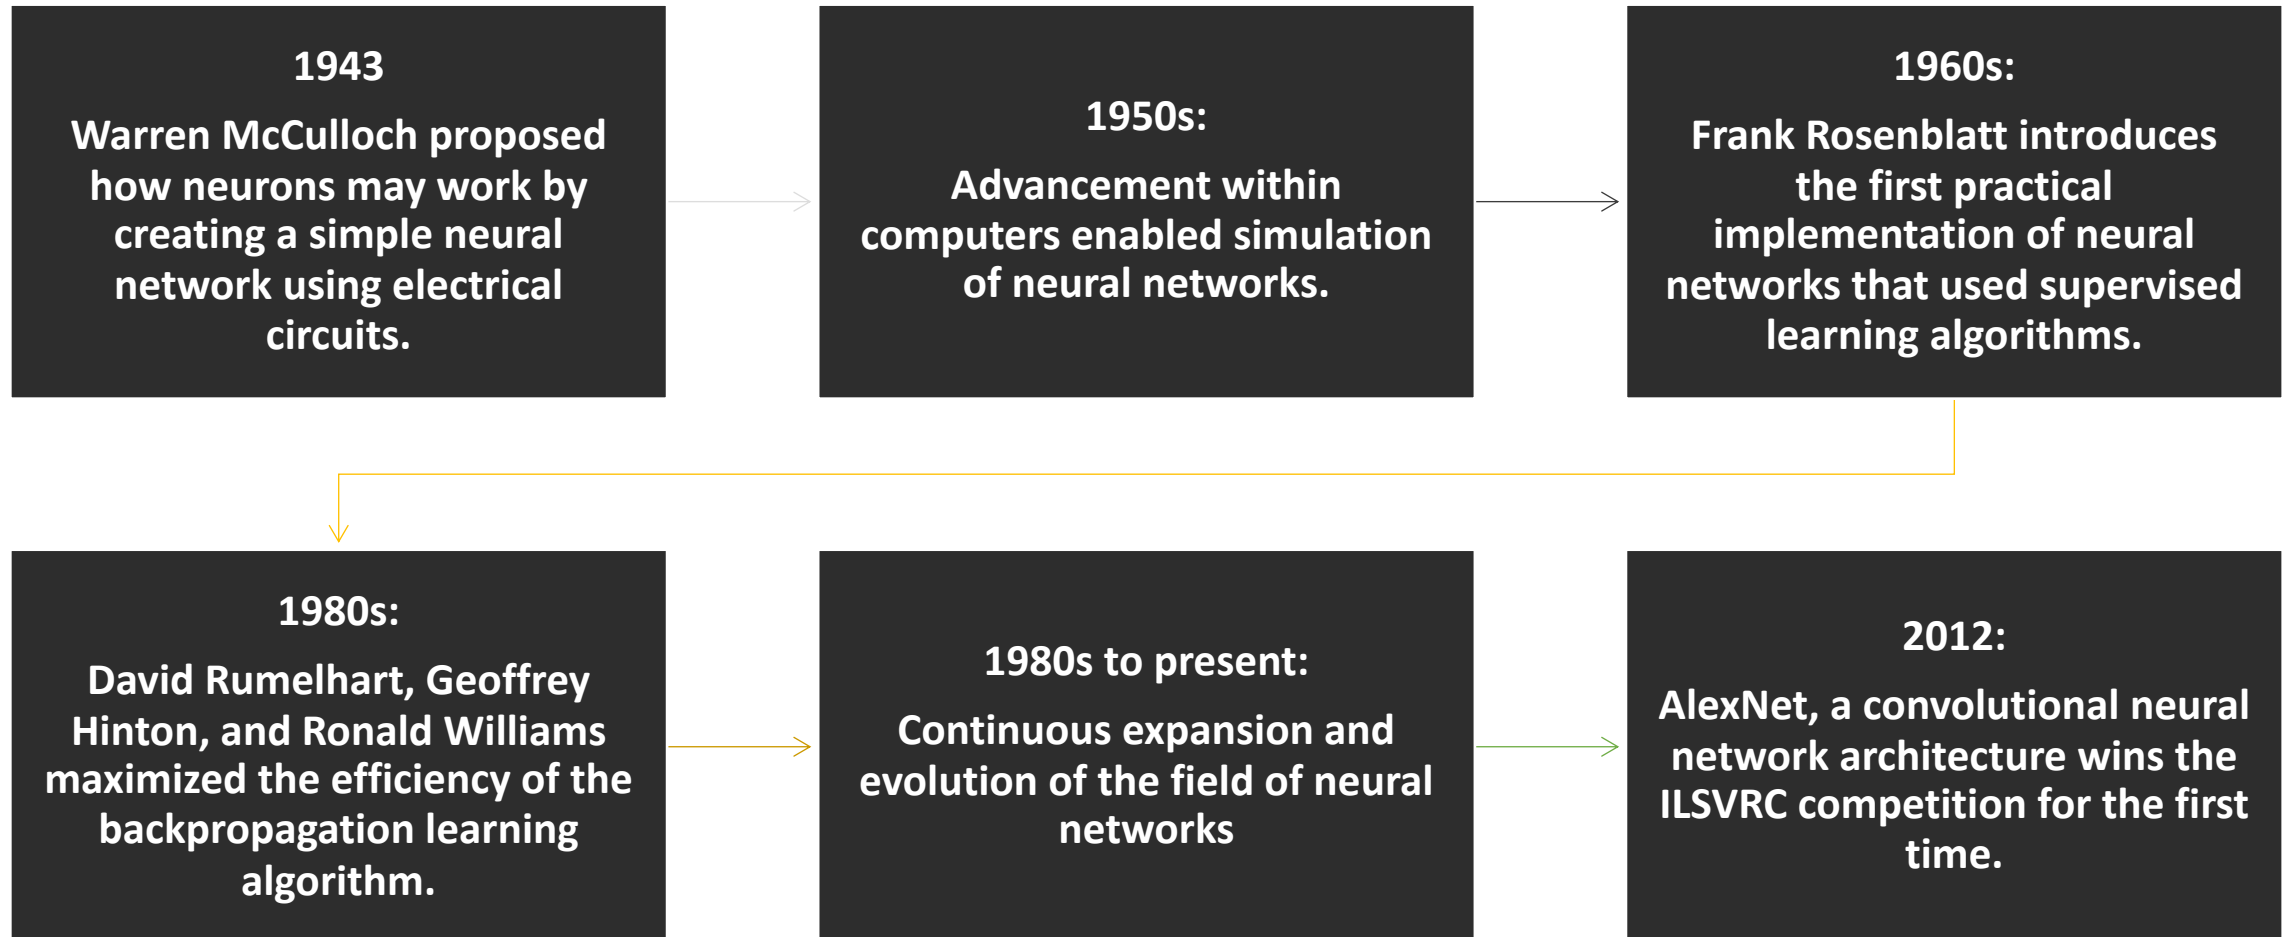 1943
Warren McCulloch proposed
how neurons may work by
creating a simple neural
network using electrical
circuits.
1950s:
Advancement within
computers enabled simulation
of neural networks.
1960s:
Frank Rosenblatt introduces
the first practical
implementation of neural
networks that used supervised
learning algorithms.
1980s:
David Rumelhart, Geoffrey
Hinton, and Ronald Williams
maximized the efficiency of the
backpropagation learning
algorithm.
1980s to present:
Continuous expansion and
evolution of the field of neural
networks
2012:
AlexNet, a convolutional neural
network architecture wins the
ILSVRC competition for the first
time.